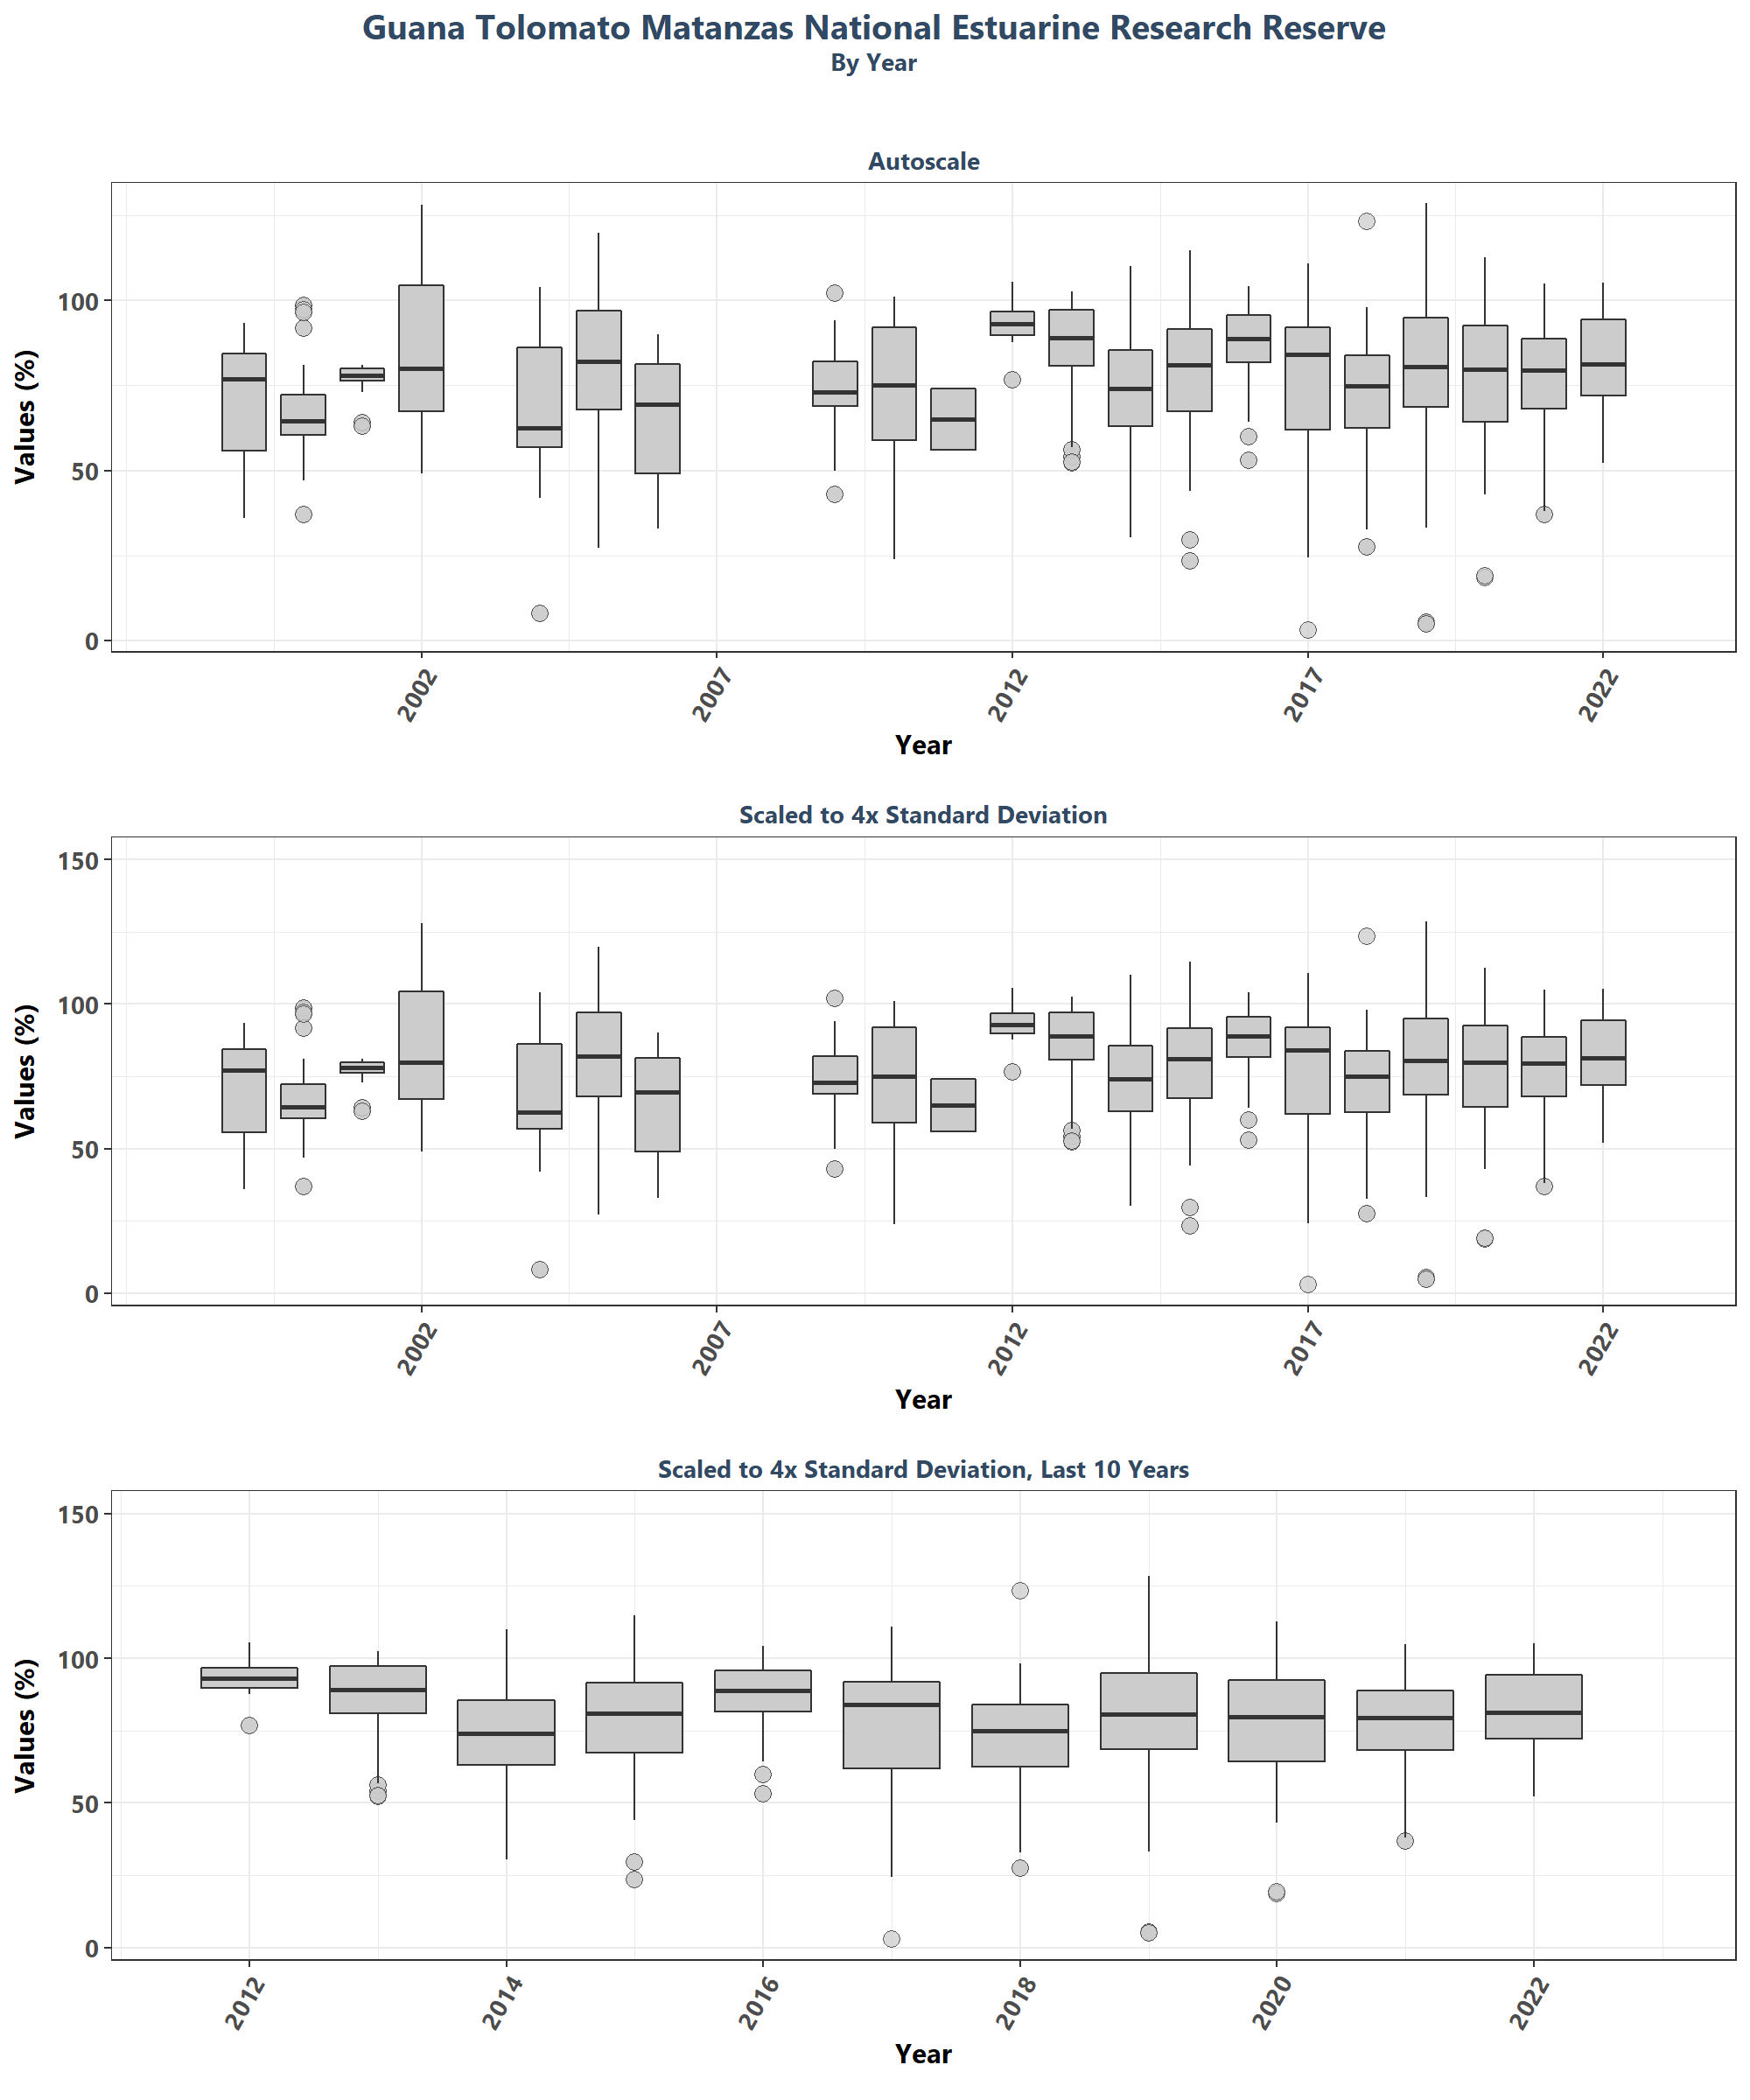 Guana Tolomato Matanzas National Estuarine Research Reserve
By Year
Autoscale
Values (%)
100
50
0
2002
2007
2012
2017
2022
Year
Scaled to 4x Standard Deviation
Values (%)
150
100
50
0
2002
2007
2012
2017
2022
Year
Scaled to 4x Standard Deviation, Last 10 Years
Values (%)
150
100
50
0
2012
2014
2016
2018
2020
2022
Year